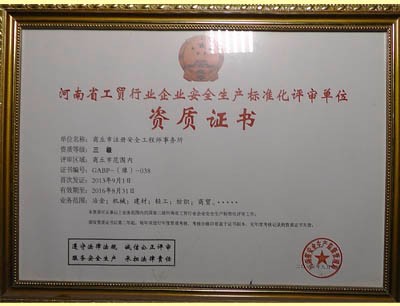 河南省工贸行业企业安全生产标准化评审单位
资质证书
单位名称：商丘市注册安全工程师事务所
资质等级：三级
评审区域：商丘市范围内
证书编号：GABP-（豫）-038
首次发证：2013年9月1日
有效期至：2016年8月31日
业务范围：冶金；机械；建材；轻工；纺织；商贸。·····
遵守法律法规 诚信公正评审
服务安全生产 承担法律责任